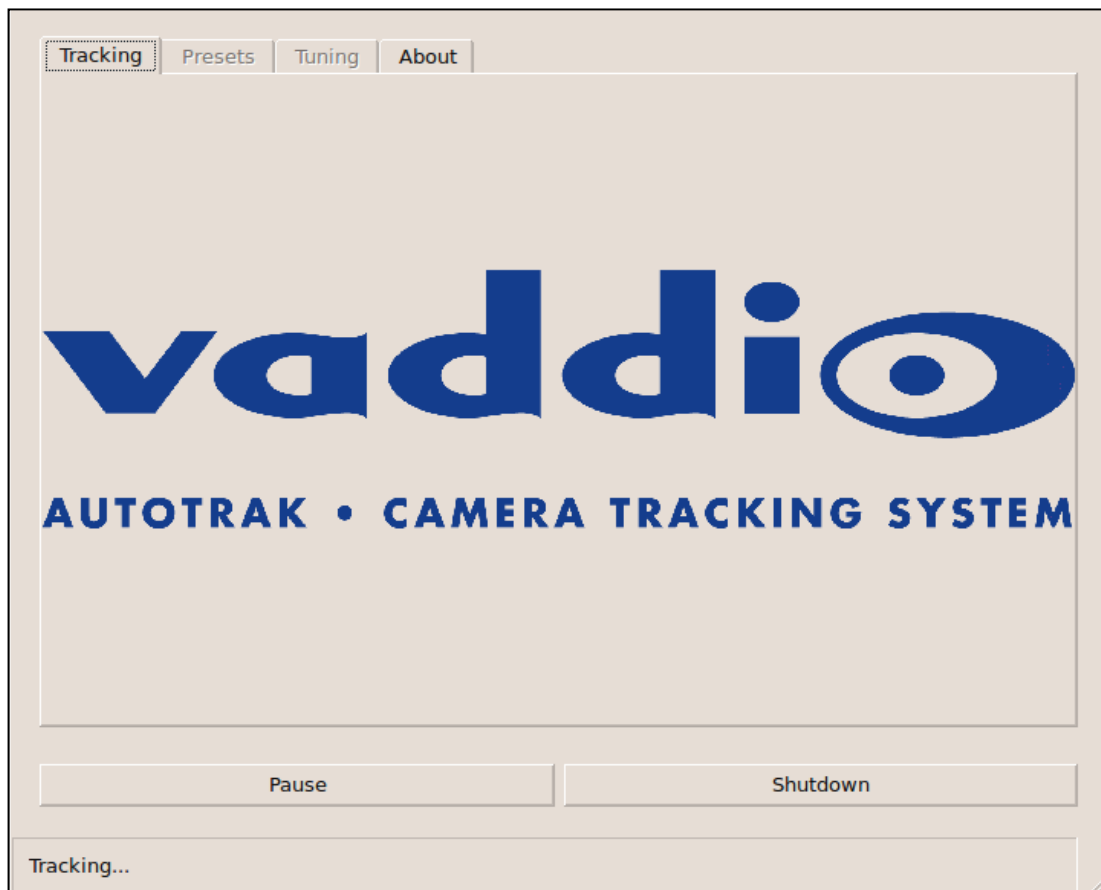 Tracking Presets Tuning About
vaddio
AUTOTRAK • CAMERA TRACKING SYSTEM
Pause Shutdown
Tracking...